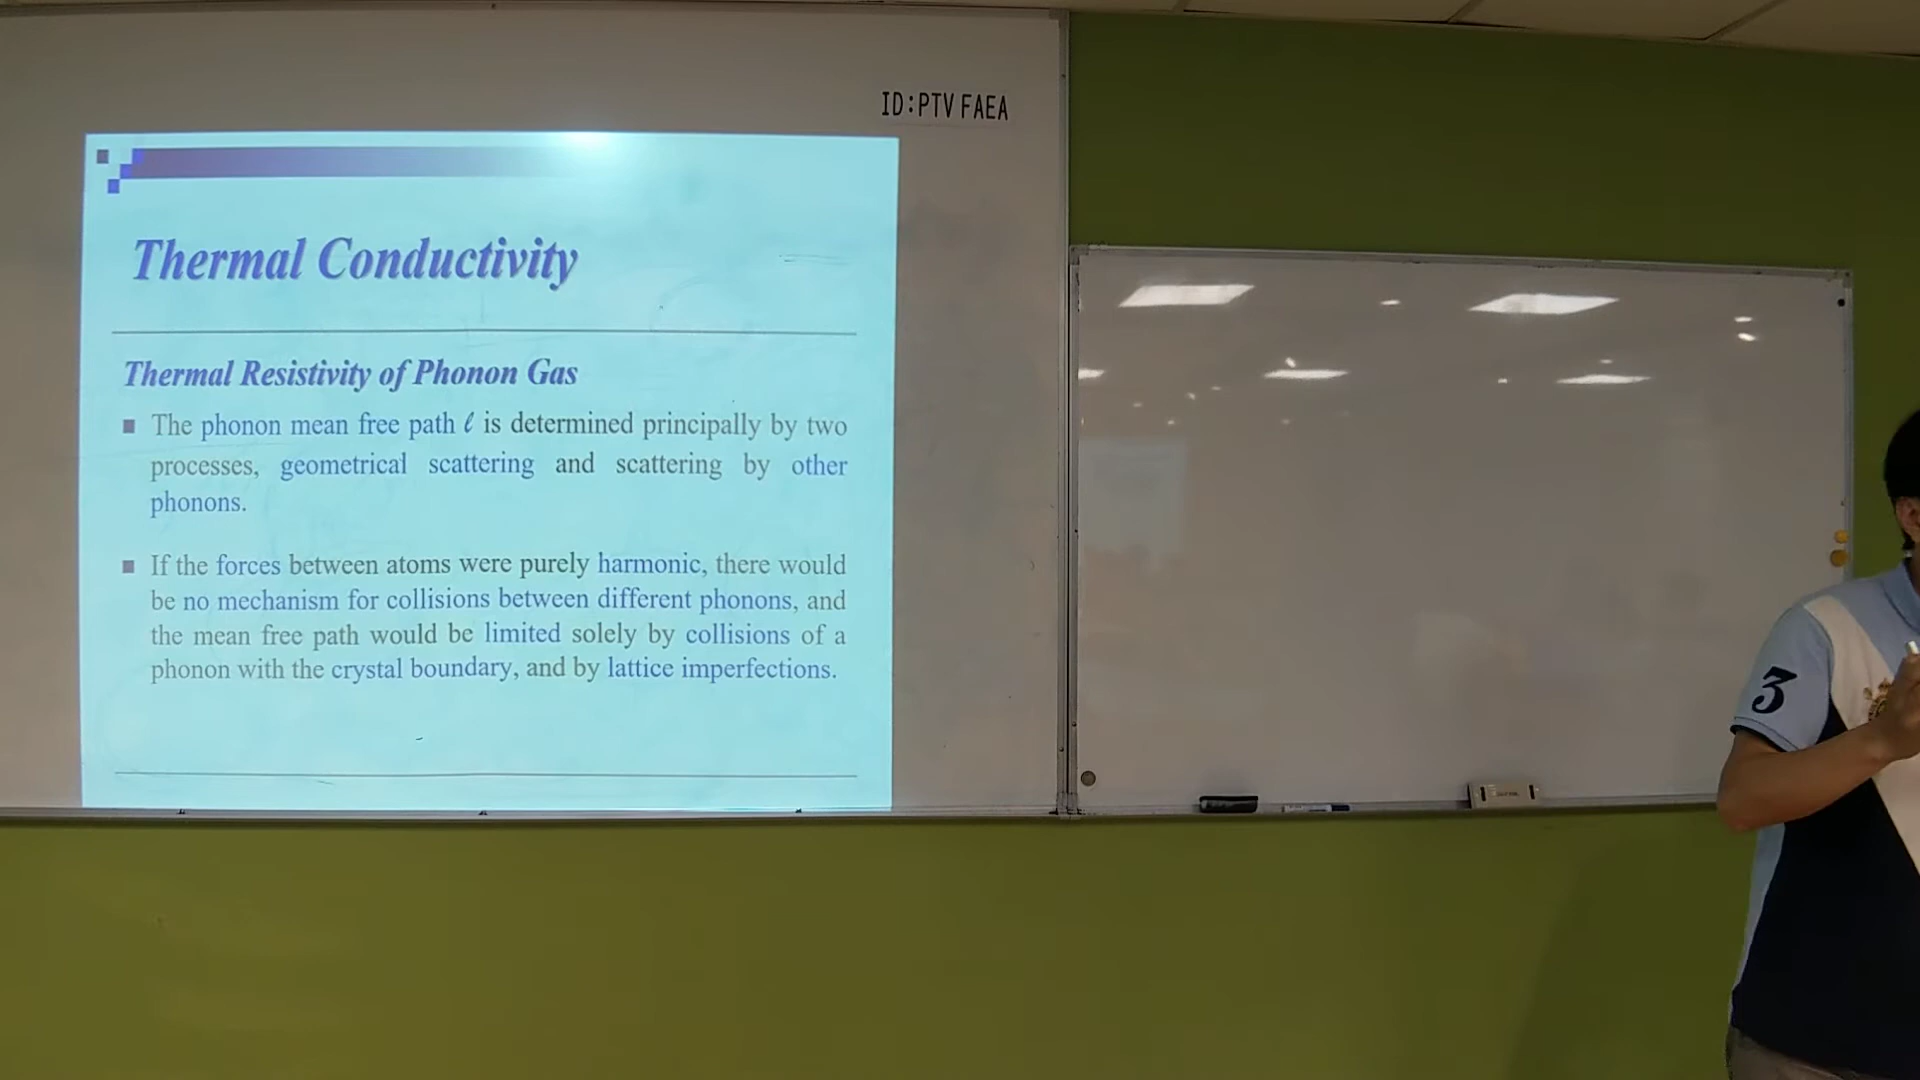 ID:PTV FAEA
Thermal Conductivity
Thermal Resistivity of Phonon Gas
■ The phonon mean free path ℓ is determined principally by two
processes, geometrical scattering and scattering by other
phonons.
■ If the forces between atoms were purely harmonic, there would
be no mechanism for collisions between different phonons, and
the mean free path would be limited solely by collisions of a
phonon with the crystal boundary, and by lattice imperfections.
3